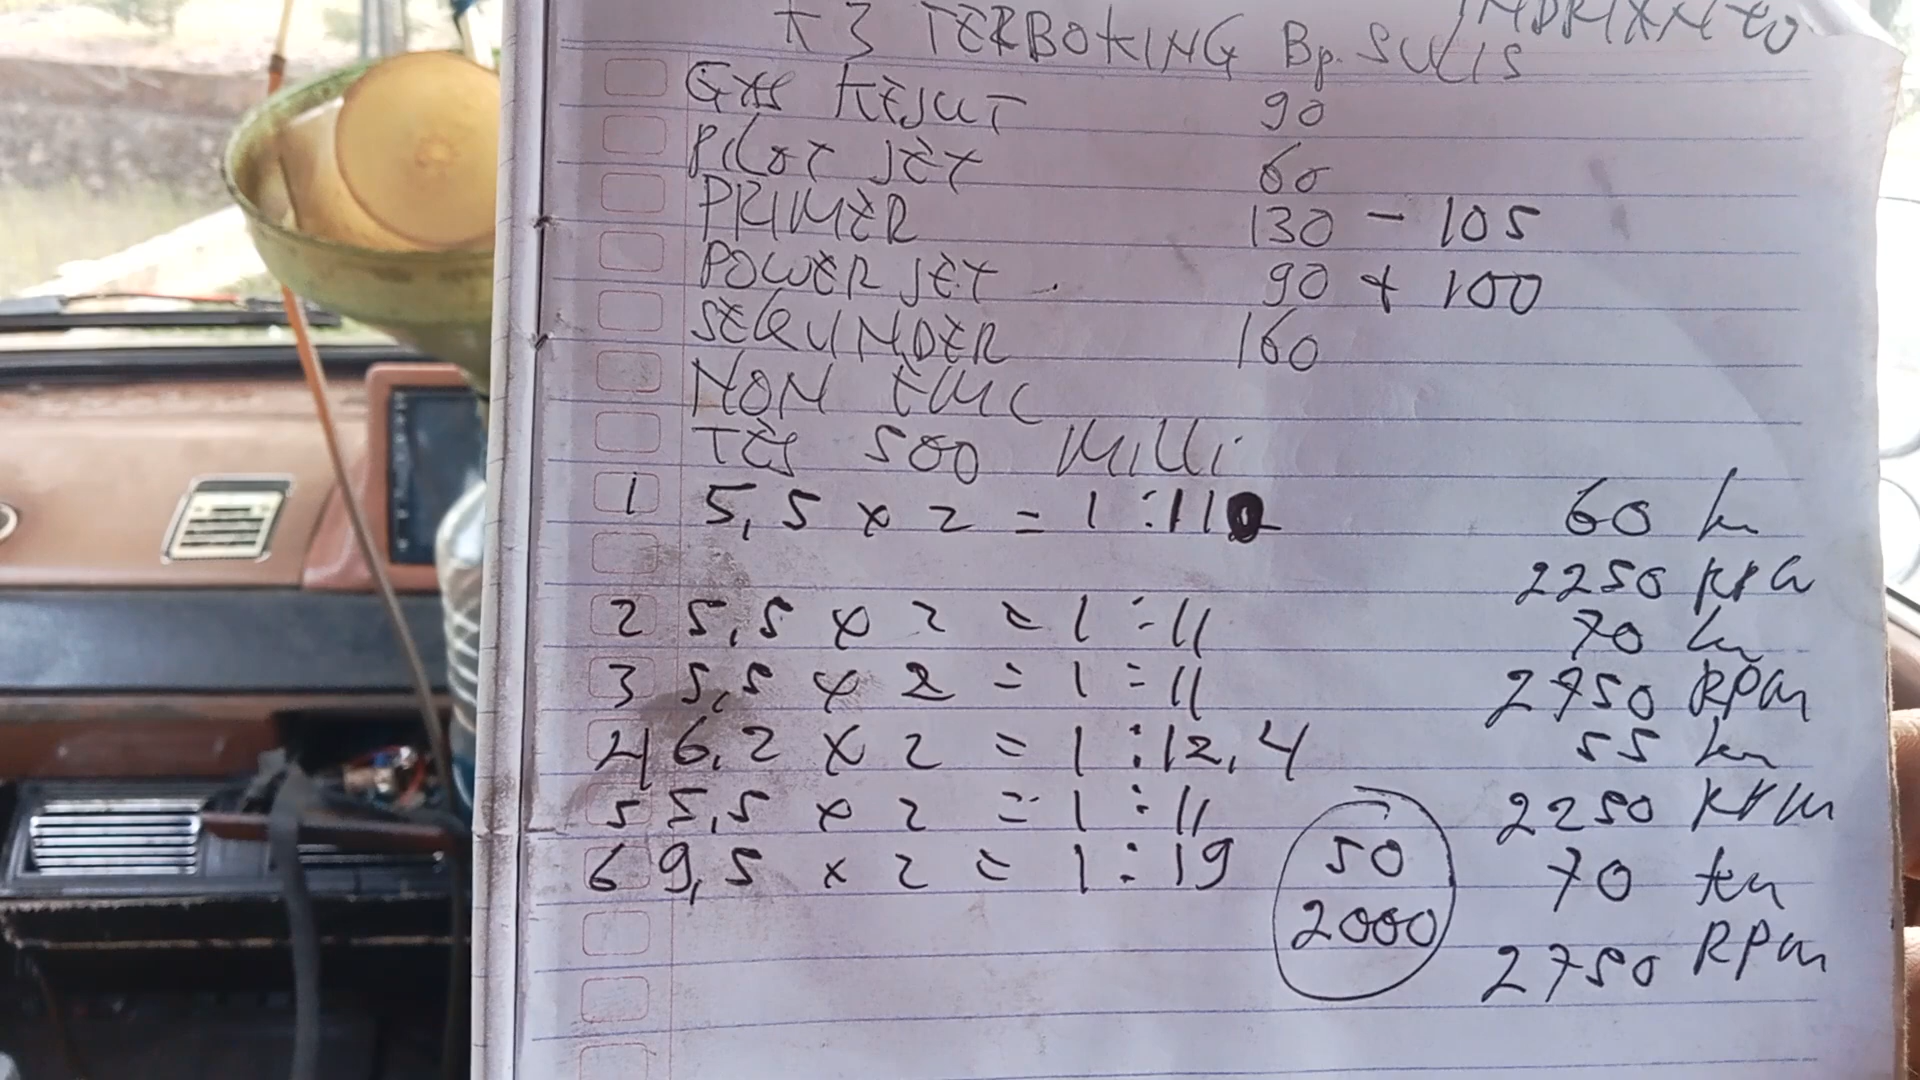 K3 TERBOKING Bp. SULIS
GAS KEJUT 90
PILOT JET 60
PRIMER 130 - 105
POWER JET . 90 + 100
SEQUNDER 160
NON
TES 500 Milli
1 5,5 x 2 = 1:11 60 km
2250 RPM
2 5,5 x 2 = 1:11 70 km
3 5,5 x 2 = 1:11 2750 RPM
4 6,2 x 2 = 1:12,4 55 km
5 5,5 x 2 = 1:11 2250 RPM
6 9,5 x 2 = 1:19 50 70 km
2000 2750 RPM